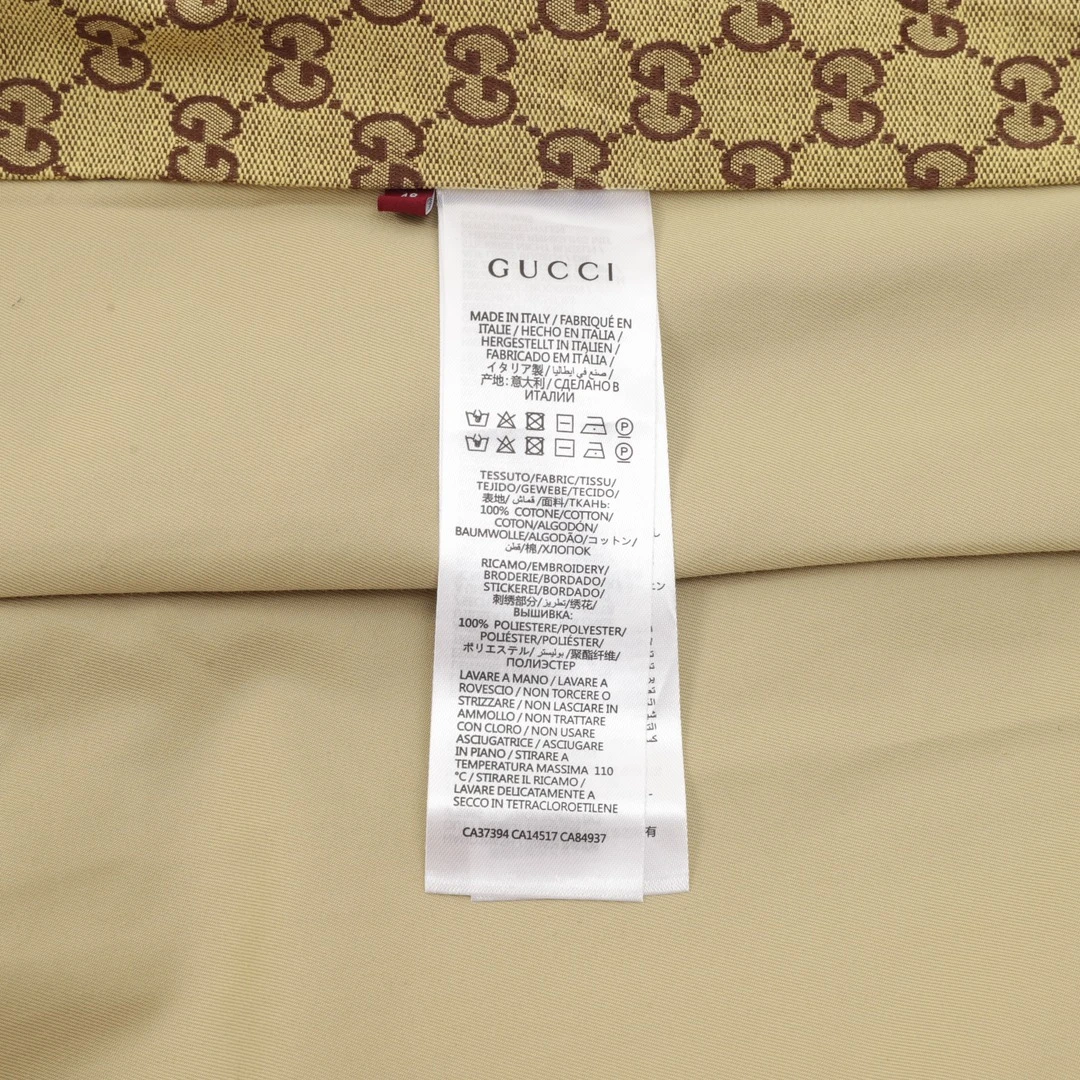 48
GUCCI
MADE IN ITALY / FABRIQUÉ EN
ITALIE / HECHO EN ITALIA /
HERGESTELLT IN ITALIEN /
FABRICADO EM ITÁLIA /
イタリア製 / صنع في ايطاليا /
产地: 意大利 / СДЕЛАНО В
ИТАЛИИ
P
P
TESSUTO/FABRIC/TISSU/
TEJIDO/GEWEBE/TECIDO/
表地/ قماش /面料/ТКАНЬ:
100% COTONE/COTTON/
COTON/ALGODÓN/
BAUMWOLLE/ALGODÃO/コットン/
قطن/棉/ХЛОПОК
RICAMO/EMBROIDERY/
BRODERIE/BORDADO/
STICKEREI/BORDADO/
刺绣部分/تطريز/绣花/
ВЫШИВКА:
100% POLIESTERE/POLYESTER/
POLIÉSTER/POLIÉSTER/
ポリエステル/ بوليستر /聚酯纤维/
ПОЛИЭСТЕР
LAVARE A MANO / LAVARE A
ROVESCIO / NON TORCERE O
STRIZZARE / NON LASCIARE IN
AMMOLLO / NON TRATTARE
CON CLORO / NON USARE
ASCIUGATRICE / ASCIUGARE
IN PIANO / STIRARE A
TEMPERATURA MASSIMA 110
°C / STIRARE IL RICAMO /
LAVARE DELICATAMENTE A
SECCO IN TETRACLOROETILENE
CA37394 CA14517 CA84937
ン
有